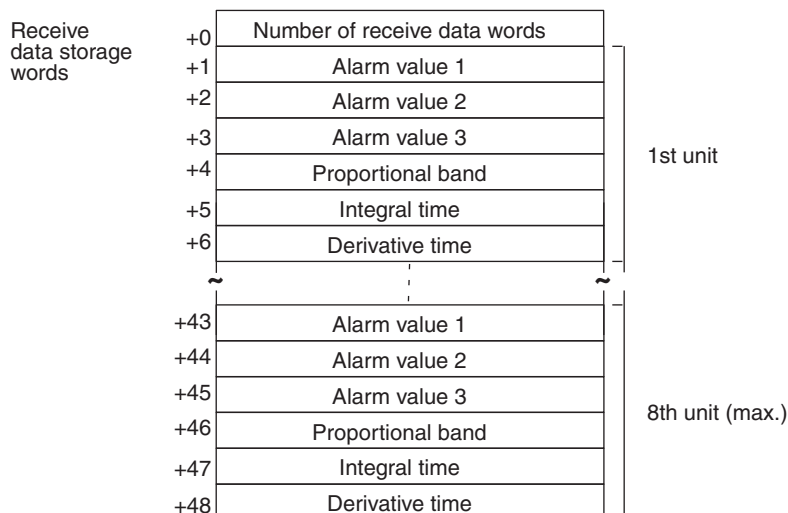 Receive
data storage
words
+0 Number of receive data words
+1 Alarm value 1
+2 Alarm value 2
+3 Alarm value 3
+4 Proportional band
+5 Integral time
+6 Derivative time
1st unit
~ ~
+43 Alarm value 1
+44 Alarm value 2
+45 Alarm value 3
+46 Proportional band
+47 Integral time
+48 Derivative time
8th unit (max.)